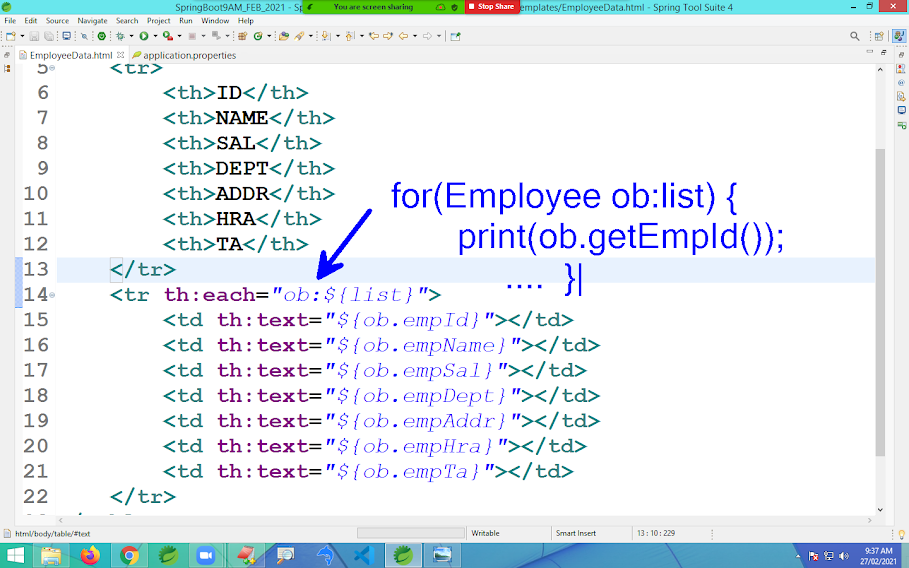 SpringBoot9AM_FEB_2021 - Sp
You are screen sharing
Stop Share
emplates/EmployeeData.html - Spring Tool Suite 4
File Edit Source Navigate Search Project Run Window Help
EmployeeData.html application.properties
5 <tr>
6 <th>ID</th>
7 <th>NAME</th>
8 <th>SAL</th>
9 <th>DEPT</th>
10 <th>ADDR</th>
11 <th>HRA</th>
12 <th>TA</th>
13 </tr>
14 <tr th:each="ob:${list}">
15 <td th:text="${ob.empId}"></td>
16 <td th:text="${ob.empName}"></td>
17 <td th:text="${ob.empSal}"></td>
18 <td th:text="${ob.empDept}"></td>
19 <td th:text="${ob.empAddr}"></td>
20 <td th:text="${ob.empHra}"></td>
21 <td th:text="${ob.empTa}"></td>
22 </tr>
for(Employee ob:list) {
print(ob.getEmpId());
.... }
html/body/table/#text Writable Smart Insert 13 : 10 : 229
9:37 AM
27/02/2021